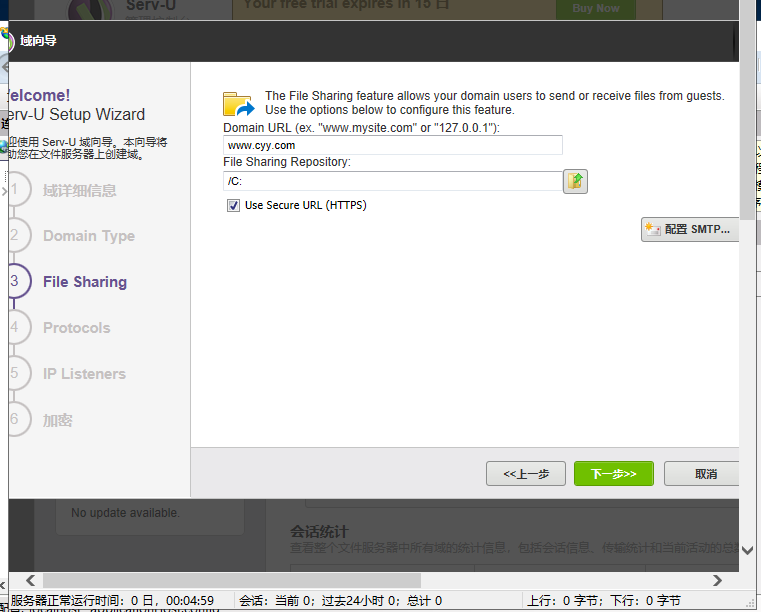 Serv-U
Your free trial expires in 15 日
Buy Now
域向导
elcome!
erv-U Setup Wizard
迎使用 Serv-U 域向导。本向导将
助您在文件服务器上创建域。
1 域详细信息
2 Domain Type
3 File Sharing
4 Protocols
5 IP Listeners
6 加密
The File Sharing feature allows your domain users to send or receive files from guests.
Use the options below to configure this feature.
Domain URL (ex. "www.mysite.com" or "127.0.0.1"):
www.cyy.com
File Sharing Repository:
/C:
Use Secure URL (HTTPS)
配置 SMTP...
<<上一步
下一步>>
取消
No update available.
会话统计
查看整个文件服务器中所有域的统计信息，包括会话信息、传输统计和当前活动的总
服务器正常运行时间：0 日，00:04:59
会话：当前 0；过去24小时 0；总计 0
上行：0 字节；下行：0 字节